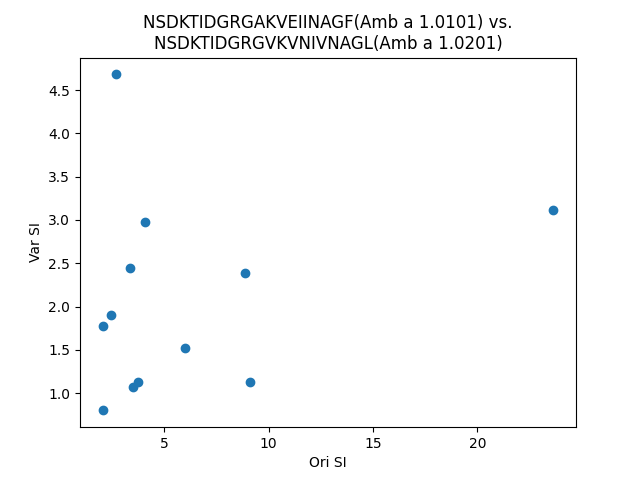 NSDKTIDGRGAKVEIINAGF(Amb a 1.0101) vs.
NSDKTIDGRGVKVNIVNAGL(Amb a 1.0201)
4.5
4.0
3.5
3.0
2.5
2.0
1.5
1.0
Var SI
5 10 15 20
Ori SI